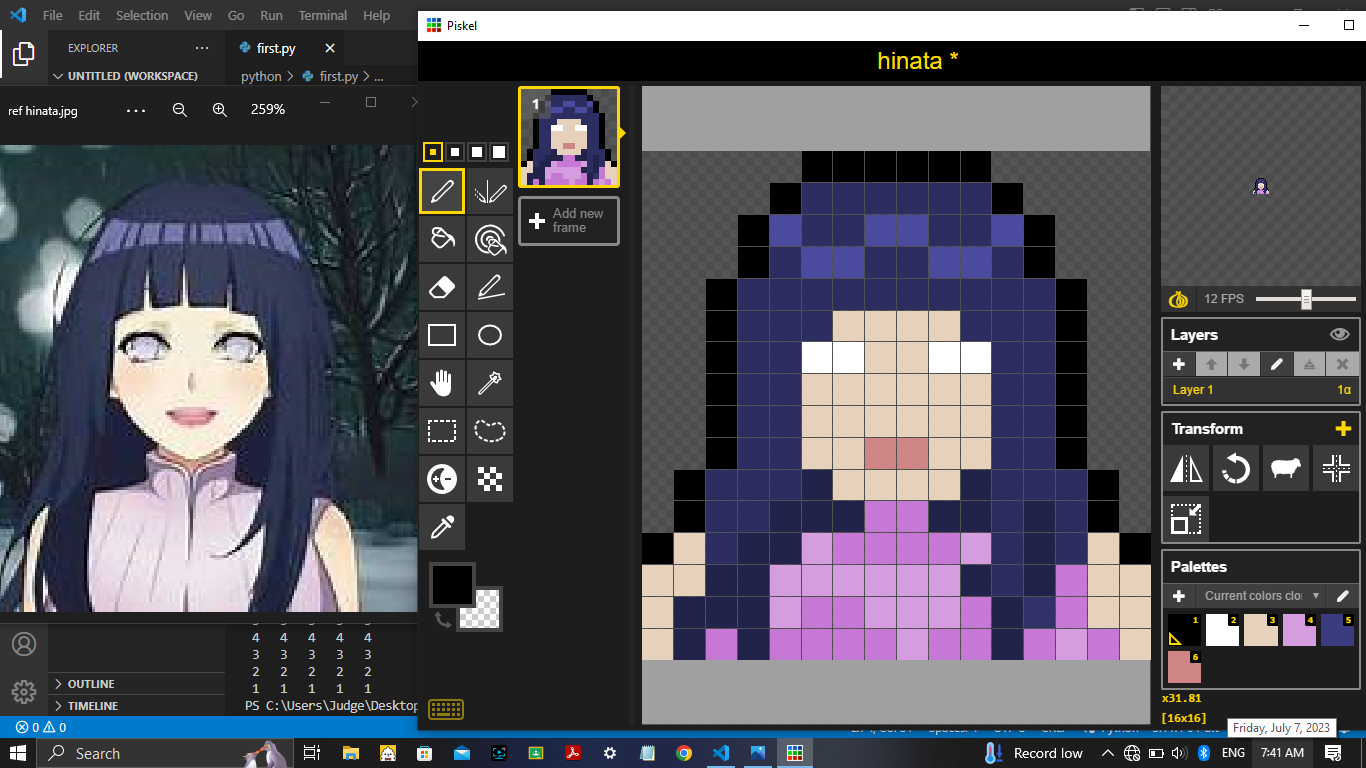 File Edit Selection View Go Run Terminal Help
Piskel
EXPLORER ...
first.py
hinata *
UNTITLED (WORKSPACE)
python > first.py > ...
ref hinata.jpg ... 259%
1
Add new
frame
12 FPS
Layers
Layer 1 1α
Transform
Palettes
Current colors clo
1 2 3 4 5
6
4 4 4 4 4
3 3 3 3 3
2 2 2 2 2
1 1 1 1 1
OUTLINE
TIMELINE
PS C:\Users\Judge\Desktop
x31.81
[16x16]
0 0
Friday, July 7, 2023
Search
Record low
ENG
7:41 AM